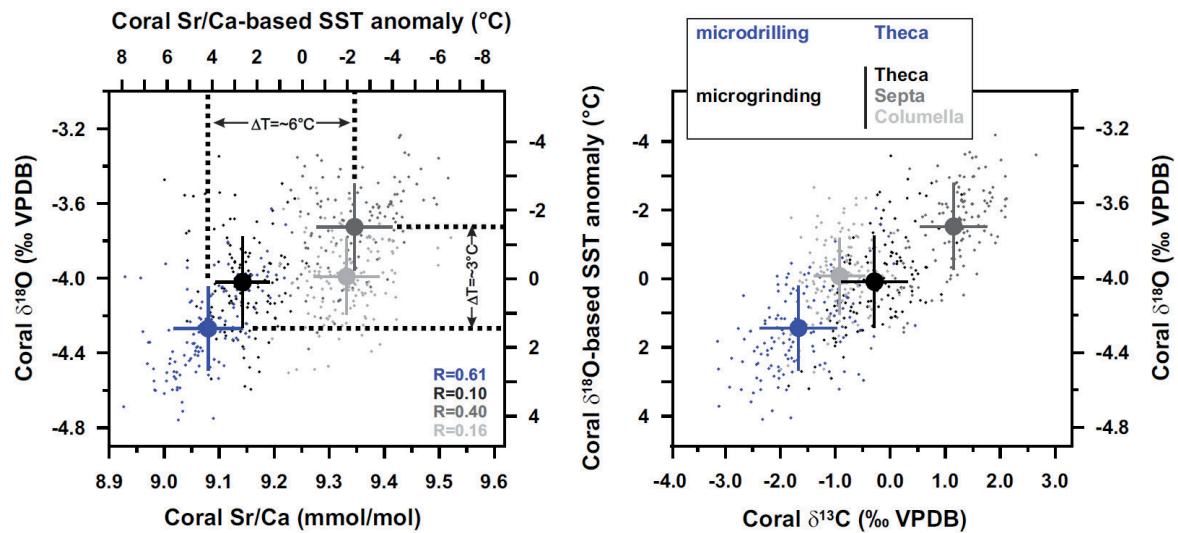 Coral Sr/Ca-based SST anomaly (°C)
8 6 4 2 0 -2 -4 -6 -8
Coral δ18O (‰ VPDB)
-3.2
-3.6
-4.0
-4.4
-4.8
ΔT=~6°C
ΔT=~3°C
R=0.61
R=0.10
R=0.40
R=0.16
-4
-2
0
2
4
8.9 9.0 9.1 9.2 9.3 9.4 9.5 9.6
Coral Sr/Ca (mmol/mol)
microdrilling Theca
microgrinding Theca
Septa
Columella
Coral δ18O-based SST anomaly (°C)
-4
-2
0
2
4
-3.2
-3.6
-4.0
-4.4
-4.8
Coral δ18O (‰ VPDB)
-4.0 -3.0 -2.0 -1.0 0.0 1.0 2.0 3.0
Coral δ13C (‰ VPDB)